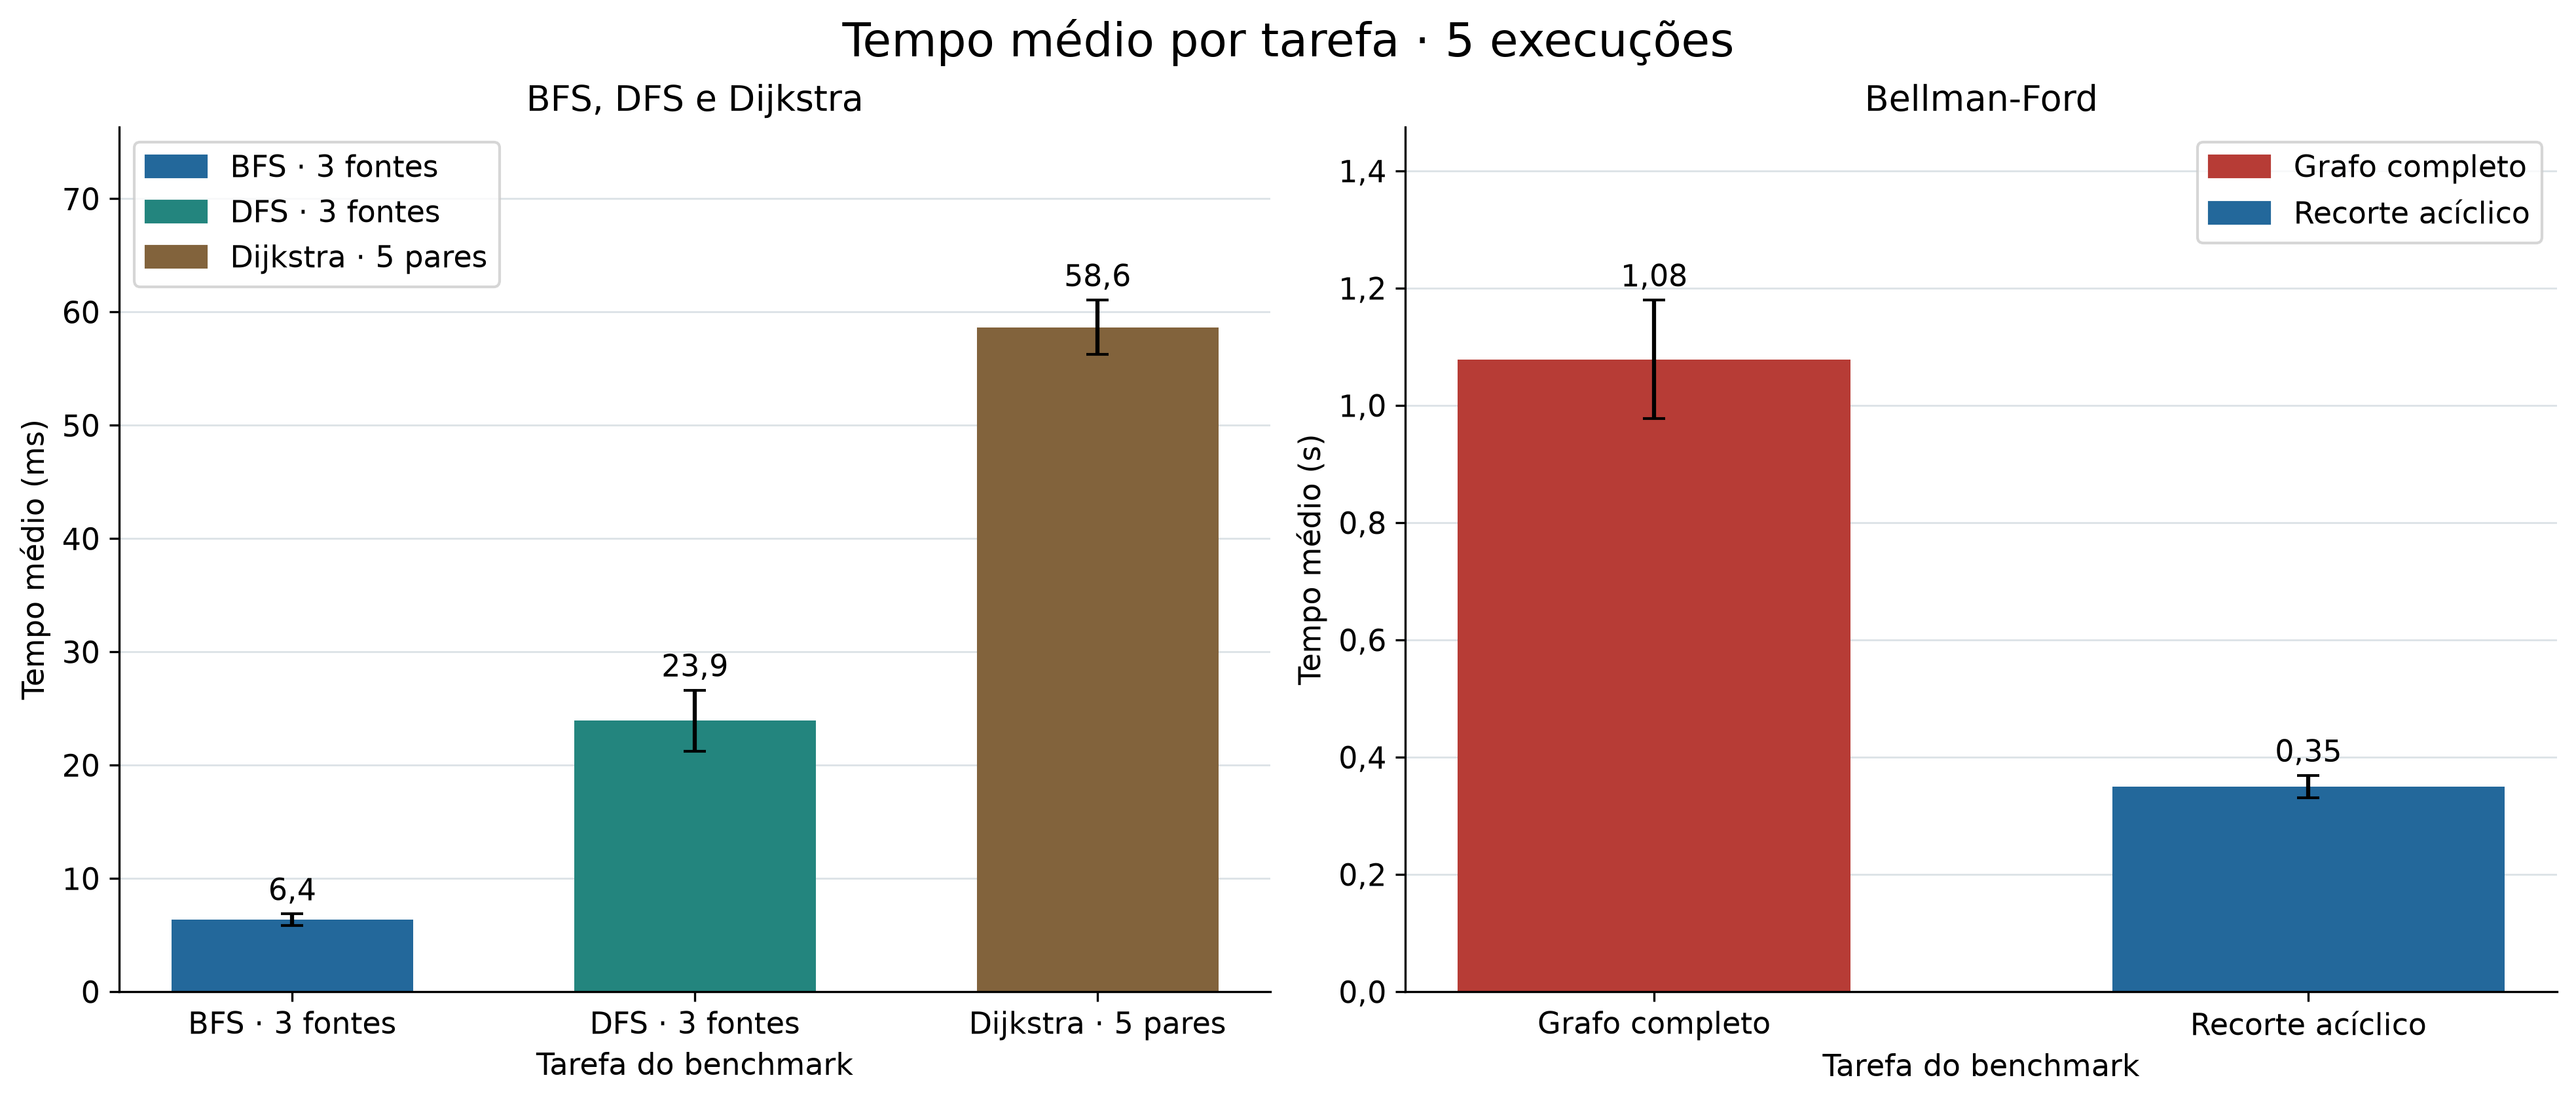 Tempo médio por tarefa · 5 execuções
BFS, DFS e Dijkstra
BFS · 3 fontes
DFS · 3 fontes
Dijkstra · 5 pares
Tempo médio (ms)
70
60
50
40
30
20
10
0
6,4
23,9
58,6
BFS · 3 fontes
DFS · 3 fontes
Dijkstra · 5 pares
Tarefa do benchmark
Bellman-Ford
Grafo completo
Recorte acíclico
Tempo médio (s)
1,4
1,2
1,0
0,8
0,6
0,4
0,2
0,0
1,08
0,35
Grafo completo
Recorte acíclico
Tarefa do benchmark